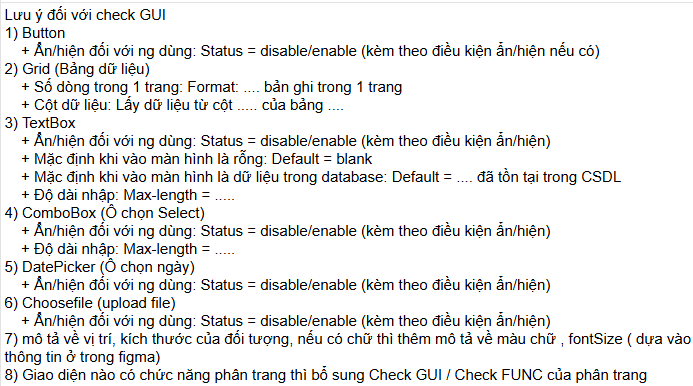 Lưu ý đối với check GUI
1) Button
+ Ẩn/hiện đối với ng dùng: Status = disable/enable (kèm theo điều kiện ẩn/hiện nếu có)
2) Grid (Bảng dữ liệu)
+ Số dòng trong 1 trang: Format: .... bản ghi trong 1 trang
+ Cột dữ liệu: Lấy dữ liệu từ cột ..... của bảng ....
3) TextBox
+ Ẩn/hiện đối với ng dùng: Status = disable/enable (kèm theo điều kiện ẩn/hiện)
+ Mặc định khi vào màn hình là rỗng: Default = blank
+ Mặc định khi vào màn hình là dữ liệu trong database: Default = .... đã tồn tại trong CSDL
+ Độ dài nhập: Max-length = .....
4) ComboBox (Ô chọn Select)
+ Ẩn/hiện đối với ng dùng: Status = disable/enable (kèm theo điều kiện ẩn/hiện)
+ Độ dài nhập: Max-length = .....
5) DatePicker (Ô chọn ngày)
+ Ẩn/hiện đối với ng dùng: Status = disable/enable (kèm theo điều kiện ẩn/hiện)
6) Choosefile (upload file)
+ Ẩn/hiện đối với ng dùng: Status = disable/enable (kèm theo điều kiện ẩn/hiện)
7) mô tả về vị trí, kích thước của đối tượng, nếu có chữ thì thêm mô tả về màu chữ , fontSize ( dựa vào
thông tin ở trong figma)
8) Giao diện nào có chức năng phân trang thì bổ sung Check GUI / Check FUNC của phân trang